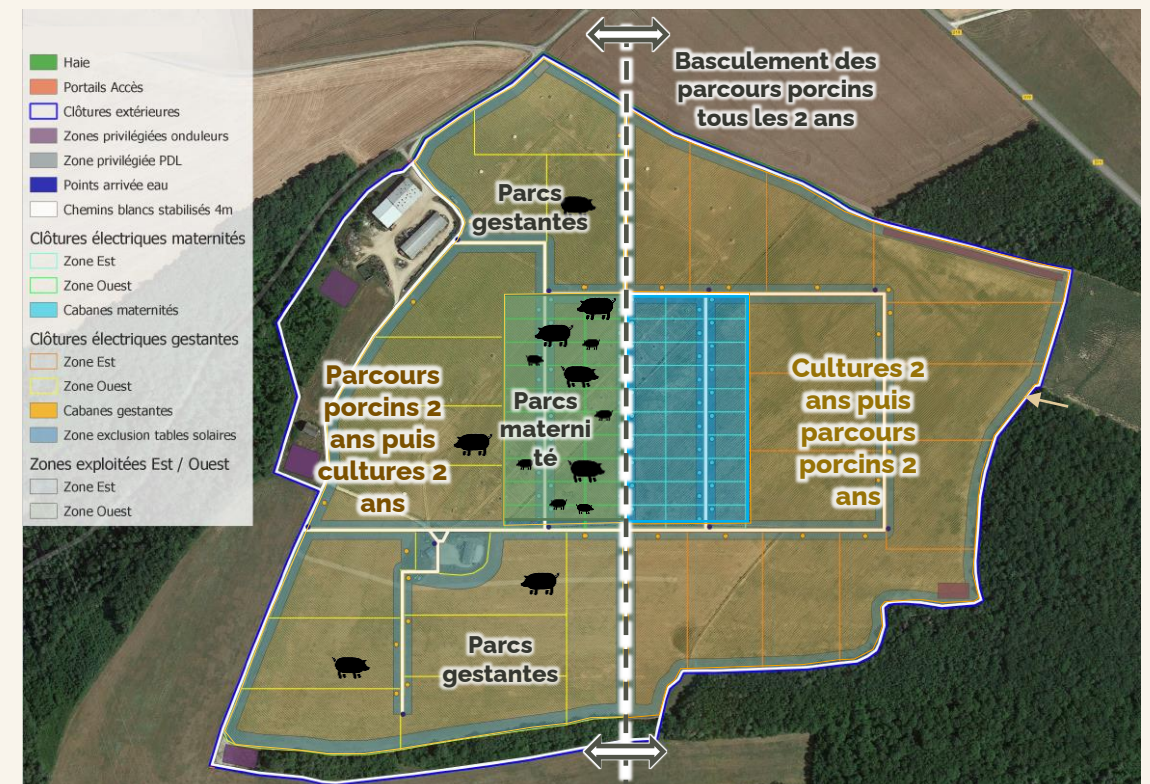 Haie
Portails Accès
Clôtures extérieures
Zones privilégiées onduleurs
Zone privilégiée PDL
Points arrivée eau
Chemins blancs stabilisés 4m
Clôtures électriques maternités
Zone Est
Zone Ouest
Cabanes maternités
Clôtures électriques gestantes
Zone Est
Zone Ouest
Cabanes gestantes
Zone exclusion tables solaires
Zones exploitées Est / Ouest
Zone Est
Zone Ouest
Basculement des
parcours porcins
tous les 2 ans
Parcs
gestantes
Parcours
porcins 2
ans puis
cultures 2
ans
Parcs
materni
té
Cultures 2
ans puis
parcours
porcins 2
ans
Parcs
gestantes